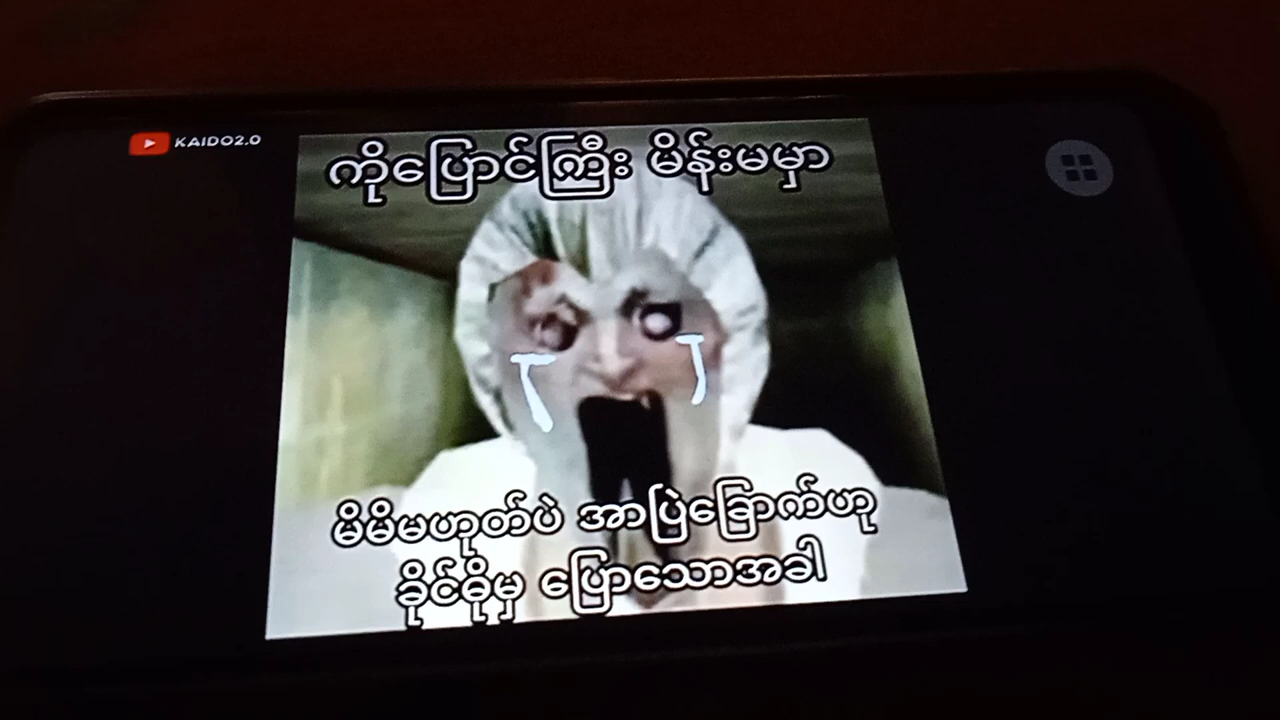 KAIDO2.0
ကိုပြောင်ကြီး မိန်းမမှာ
မိမိမဟုတ်ပဲ အာပြဲခြောက်ဟု
ခိုင်ဓိုမှ ပြောသောအခါ